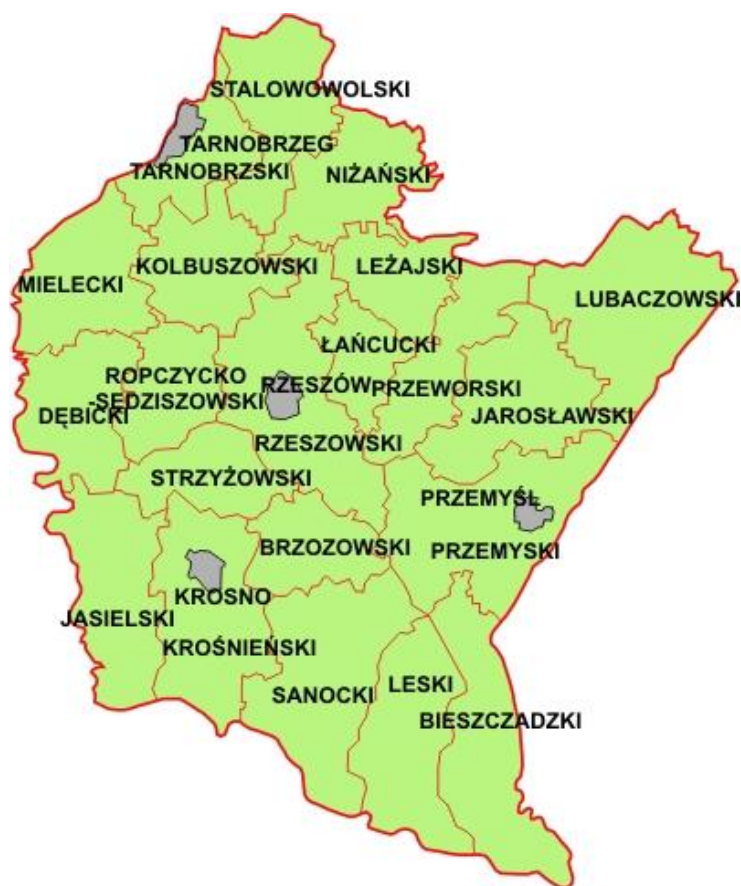 STALOWOWOLSKI
TARNOBRZEG
TARNOBRZSKI
NIŻAŃSKI
KOLBUSZOWSKI
LEŻAJSKI
MIELECKI
LUBACZOWSKI
ŁAŃCUCKI
ROPCZYCKO
-SĘDZISZOWSKI
RZESZÓW
PRZEWORSKI
DĘBICKI
JAROSŁAWSKI
RZESZOWSKI
STRZYŻOWSKI
PRZEMYŚL
BRZOZOWSKI
PRZEMYSKI
KROSNO
JASIELSKI
KROŚNIEŃSKI
LESKI
SANOCKI
BIESZCZADZKI